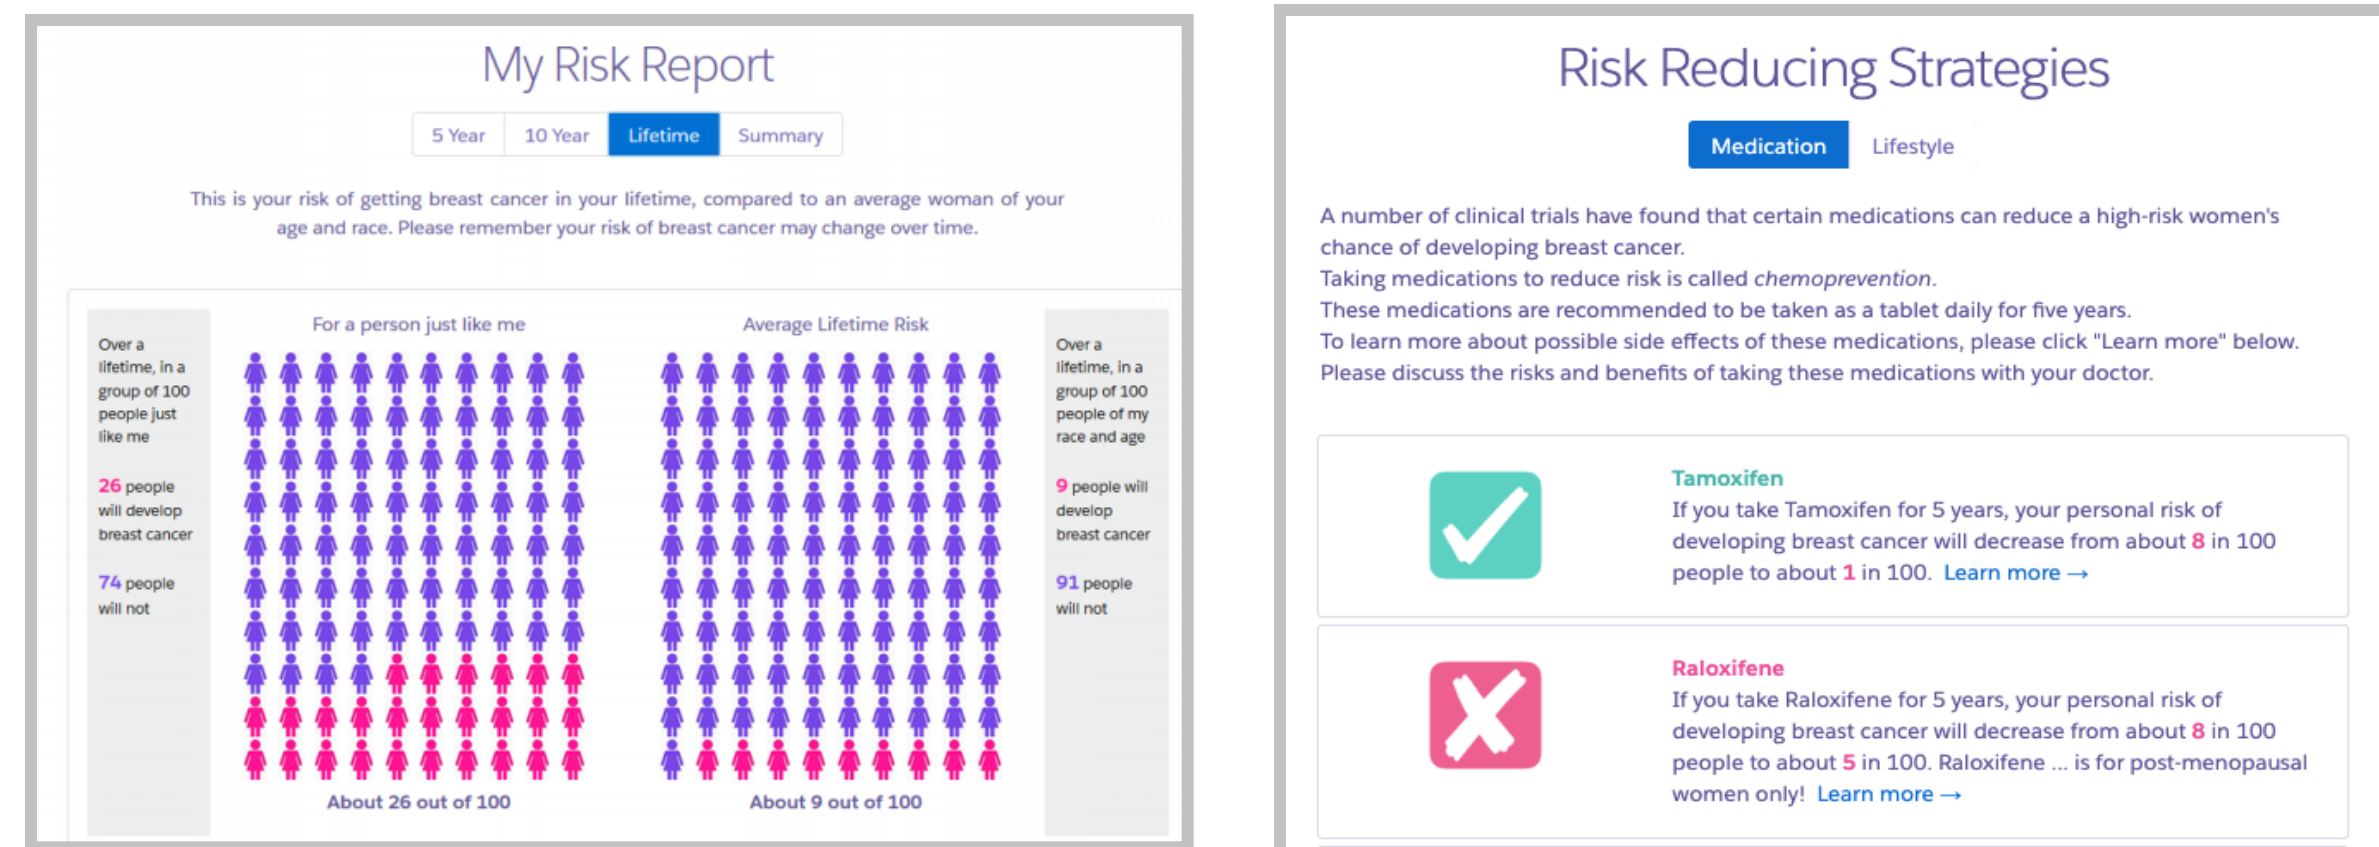 My Risk Report
5 Year 10 Year Lifetime Summary
This is your risk of getting breast cancer in your lifetime, compared to an average woman of your
age and race. Please remember your risk of breast cancer may change over time.
Over a
lifetime, in a
group of 100
people just
like me
26 people
will develop
breast cancer
74 people
will not
For a person just like me
About 26 out of 100
Average Lifetime Risk
About 9 out of 100
Over a
lifetime, in a
group of 100
people of my
race and age
9 people will
develop
breast cancer
91 people
will not
Risk Reducing Strategies
Medication Lifestyle
A number of clinical trials have found that certain medications can reduce a high-risk women's
chance of developing breast cancer.
Taking medications to reduce risk is called chemoprevention.
These medications are recommended to be taken as a tablet daily for five years.
To learn more about possible side effects of these medications, please click "Learn more" below.
Please discuss the risks and benefits of taking these medications with your doctor.
Tamoxifen
If you take Tamoxifen for 5 years, your personal risk of
developing breast cancer will decrease from about 8 in 100
people to about 1 in 100. Learn more →
Raloxifene
If you take Raloxifene for 5 years, your personal risk of
developing breast cancer will decrease from about 8 in 100
people to about 5 in 100. Raloxifene ... is for post-menopausal
women only! Learn more →